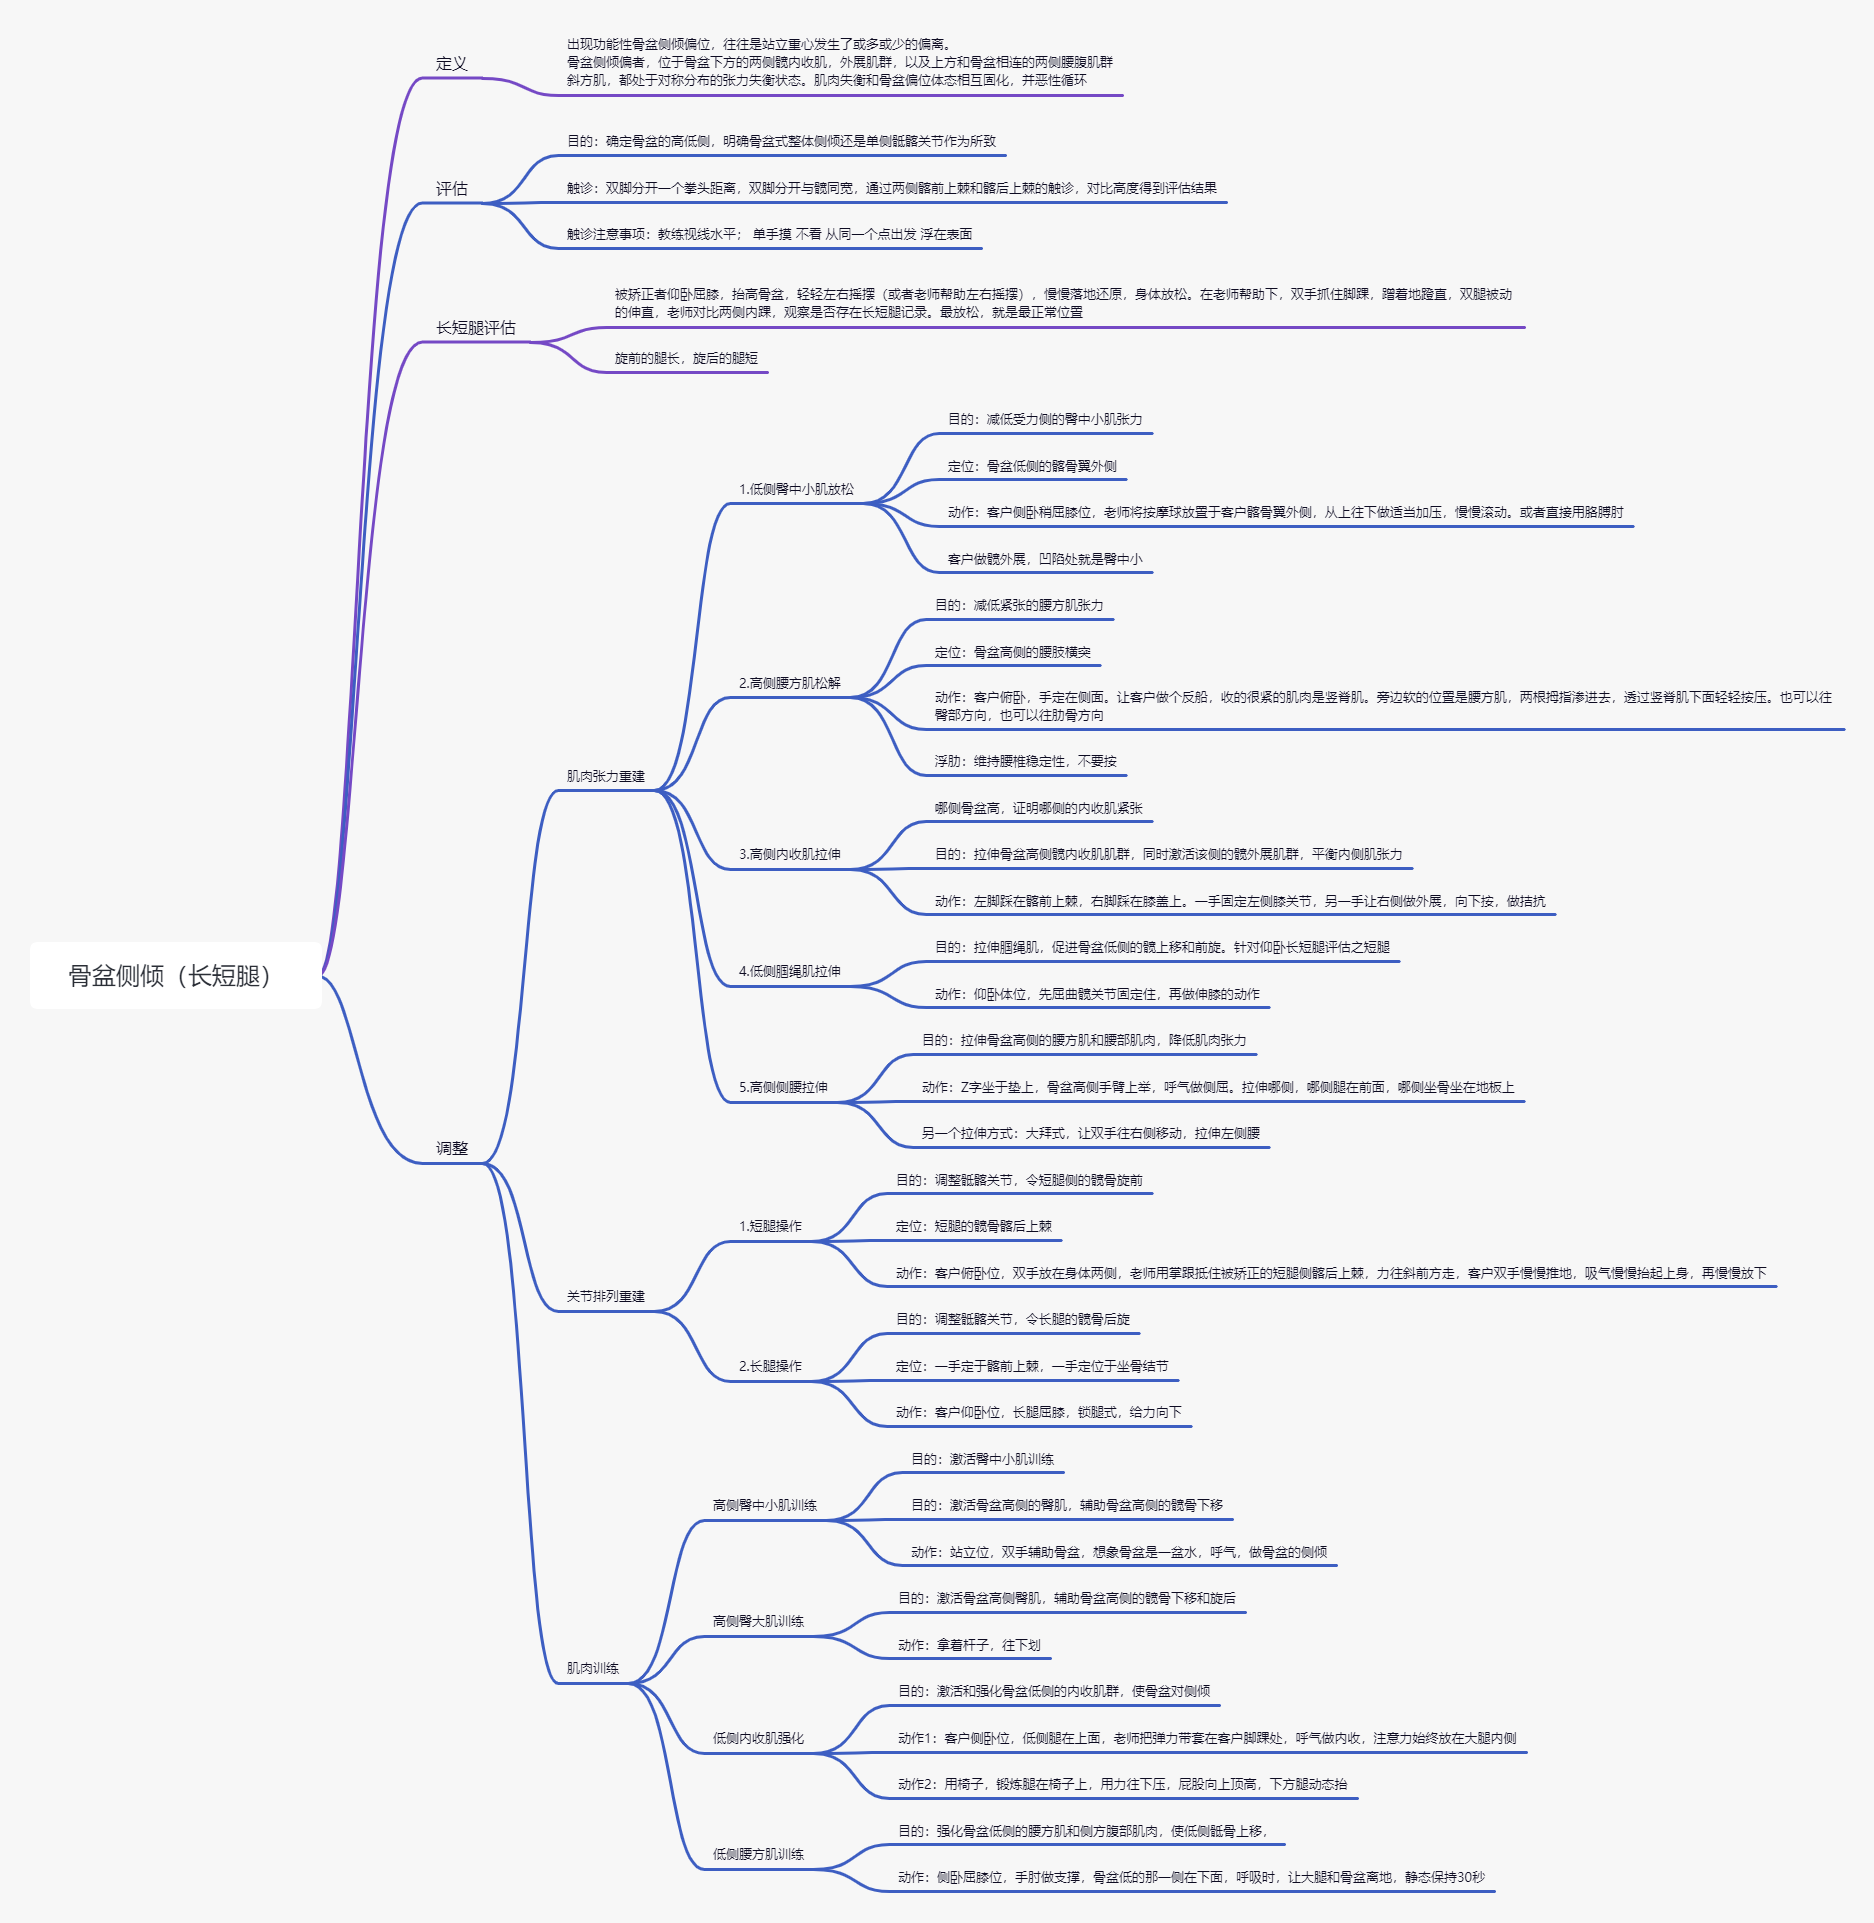 定义
出现功能性骨盆侧倾偏位，往往是站立重心发生了或多或少的偏离。
骨盆侧倾偏者，位于骨盆下方的两侧髋内收肌，外展肌群，以及上方和骨盆相连的两侧腰腹肌群
斜方肌，都处于对称分布的张力失衡状态。肌肉失衡和骨盆偏位体态相互固化，并恶性循环
评估
目的：确定骨盆的高低侧，明确骨盆式整体侧倾还是单侧骶髂关节作为所致
触诊：双脚分开一个拳头距离，双脚分开与髋同宽，通过两侧髂前上棘和髂后上棘的触诊，对比高度得到评估结果
触诊注意事项：教练视线水平； 单手摸 不看 从同一个点出发 浮在表面
长短腿评估
被矫正者仰卧屈膝，抬高骨盆，轻轻左右摇摆（或者老师帮助左右摇摆），慢慢落地还原，身体放松。在老师帮助下，双手抓住脚踝，蹭着地蹬直，双腿被动
的伸直，老师对比两侧内踝，观察是否存在长短腿记录。最放松，就是最正常位置
旋前的腿长，旋后的腿短
骨盆侧倾（长短腿）
调整
肌肉张力重建
1.低侧臀中小肌放松
目的：减低受力侧的臀中小肌张力
定位：骨盆低侧的髂骨翼外侧
动作：客户侧卧稍屈膝位，老师将按摩球放置于客户髂骨翼外侧，从上往下做适当加压，慢慢滚动。或者直接用胳膊肘
客户做髋外展，凹陷处就是臀中小
2.高侧腰方肌松解
目的：减低紧张的腰方肌张力
定位：骨盆高侧的腰肢横突
动作：客户俯卧，手定在侧面。让客户做个反船，收的很紧的肌肉是竖脊肌。旁边软的位置是腰方肌，两根拇指渗进去，透过竖脊肌下面轻轻按压。也可以往
臀部方向，也可以往肋骨方向
浮肋：维持腰椎稳定性，不要按
3.高侧内收肌拉伸
哪侧骨盆高，证明哪侧的内收肌紧张
目的：拉伸骨盆高侧髋内收肌肌群，同时激活该侧的髋外展肌群，平衡内侧肌张力
动作：左脚踩在髂前上棘，右脚踩在膝盖上。一手固定左侧膝关节，另一手让右侧做外展，向下按，做拮抗
4.低侧腘绳肌拉伸
目的：拉伸腘绳肌，促进骨盆低侧的髋上移和前旋。针对仰卧长短腿评估之短腿
动作：仰卧体位，先屈曲髋关节固定住，再做伸膝的动作
5.高侧侧腰拉伸
目的：拉伸骨盆高侧的腰方肌和腰部肌肉，降低肌肉张力
动作：Z字坐于垫上，骨盆高侧手臂上举，呼气做侧屈。拉伸哪侧，哪侧腿在前面，哪侧坐骨坐在地板上
另一个拉伸方式：大拜式，让双手往右侧移动，拉伸左侧腰
关节排列重建
1.短腿操作
目的：调整骶髂关节，令短腿侧的髋骨旋前
定位：短腿的髋骨髂后上棘
动作：客户俯卧位，双手放在身体两侧，老师用掌跟抵住被矫正的短腿侧髂后上棘，力往斜前方走，客户双手慢慢推地，吸气慢慢抬起上身，再慢慢放下
2.长腿操作
目的：调整骶髂关节，令长腿的髋骨后旋
定位：一手定于髂前上棘，一手定位于坐骨结节
动作：客户仰卧位，长腿屈膝，锁腿式，给力向下
肌肉训练
高侧臀中小肌训练
目的：激活臀中小肌训练
目的：激活骨盆高侧的臀肌，辅助骨盆高侧的髋骨下移
动作：站立位，双手辅助骨盆，想象骨盆是一盆水，呼气，做骨盆的侧倾
高侧臀大肌训练
目的：激活骨盆高侧臀肌，辅助骨盆高侧的髋骨下移和旋后
动作：拿着杆子，往下划
低侧内收肌强化
目的：激活和强化骨盆低侧的内收肌群，使骨盆对侧倾
动作1：客户侧卧位，低侧腿在上面，老师把弹力带套在客户脚踝处，呼气做内收，注意力始终放在大腿内侧
动作2：用椅子，锻炼腿在椅子上，用力往下压，屁股向上顶高，下方腿动态抬
低侧腰方肌训练
目的：强化骨盆低侧的腰方肌和侧方腹部肌肉，使低侧骶骨上移，
动作：侧卧屈膝位，手肘做支撑，骨盆低的那一侧在下面，呼吸时，让大腿和骨盆离地，静态保持30秒